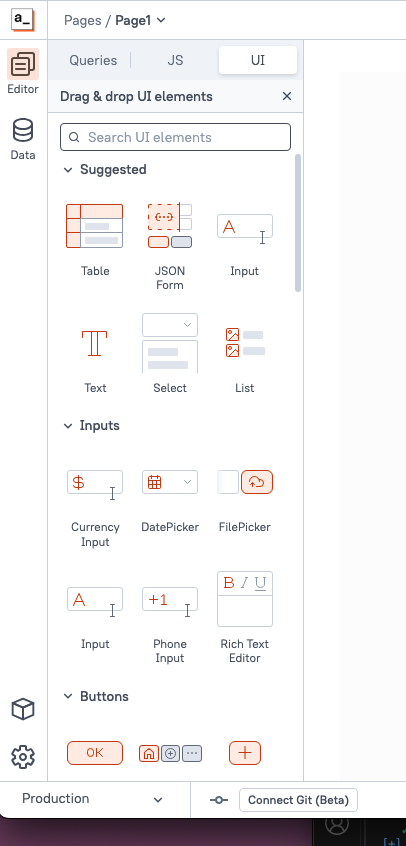 a_
Pages / Page1
Editor
Data
Queries
JS
UI
Drag & drop UI elements
Search UI elements
Suggested
Table
JSON
Form
A
Input
Text
Select
List
Inputs
$
Currency
Input
DatePicker
FilePicker
A
Input
+1
Phone
Input
B I U
Rich Text
Editor
Buttons
OK
Production
Connect Git (Beta)
[+]